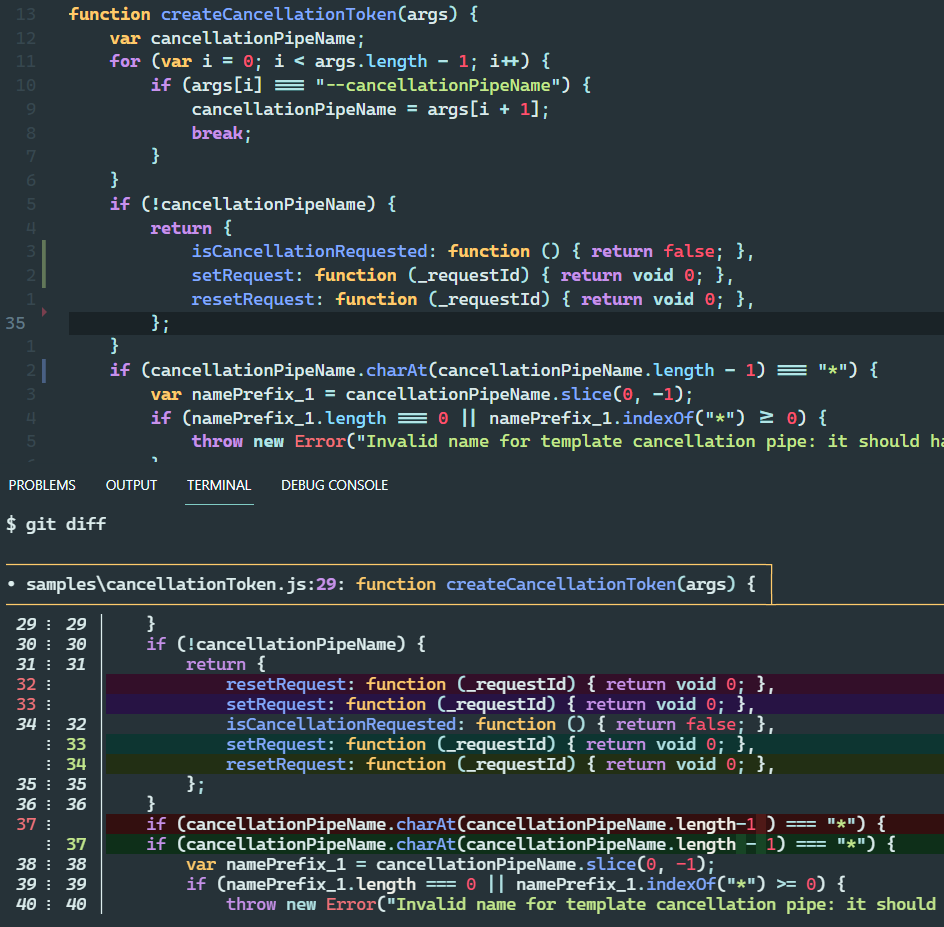 13 function createCancellationToken(args) {
12 var cancellationPipeName;
11 for (var i = 0; i < args.length - 1; i++) {
10 if (args[i] === "--cancellationPipeName") {
9 cancellationPipeName = args[i + 1];
8 break;
7 }
6 }
5 if (!cancellationPipeName) {
4 return {
3 isCancellationRequested: function () { return false; },
2 setRequest: function (_requestId) { return void 0; },
1 resetRequest: function (_requestId) { return void 0; },
35 };
1 }
2 if (cancellationPipeName.charAt(cancellationPipeName.length - 1) === "*") {
3 var namePrefix_1 = cancellationPipeName.slice(0, -1);
4 if (namePrefix_1.length === 0 || namePrefix_1.indexOf("*") ≥ 0) {
5 throw new Error("Invalid name for template cancellation pipe: it should ha
6 }
PROBLEMS OUTPUT TERMINAL DEBUG CONSOLE
$ git diff
• samples\cancellationToken.js:29: function createCancellationToken(args) {
29 : 29 }
30 : 30 if (!cancellationPipeName) {
31 : 31 return {
32 : resetRequest: function (_requestId) { return void 0; },
33 : setRequest: function (_requestId) { return void 0; },
34 : 32 isCancellationRequested: function () { return false; },
: 33 setRequest: function (_requestId) { return void 0; },
: 34 resetRequest: function (_requestId) { return void 0; },
35 : 35 };
36 : 36 }
37 : if (cancellationPipeName.charAt(cancellationPipeName.length-1 ) === "*") {
: 37 if (cancellationPipeName.charAt(cancellationPipeName.length - 1) === "*") {
38 : 38 var namePrefix_1 = cancellationPipeName.slice(0, -1);
39 : 39 if (namePrefix_1.length === 0 || namePrefix_1.indexOf("*") >= 0) {
40 : 40 throw new Error("Invalid name for template cancellation pipe: it should